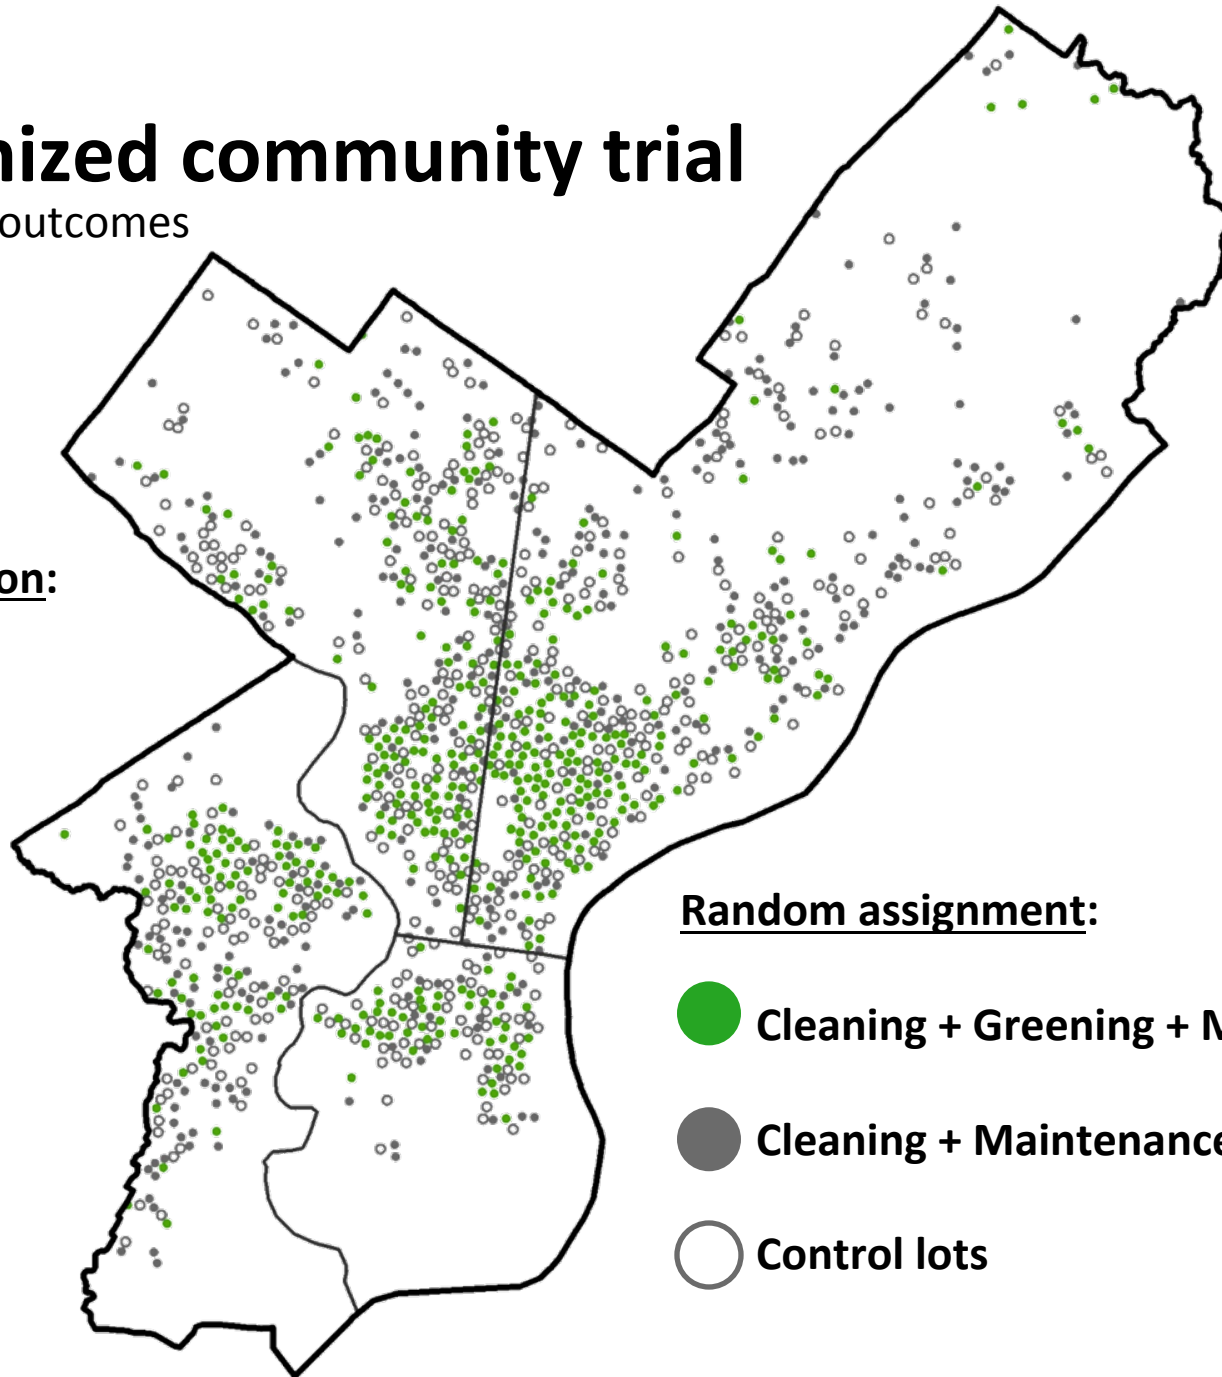 nized community trial
outcomes
on:
Random assignment:
Cleaning + Greening + M
Cleaning + Maintenance
Control lots